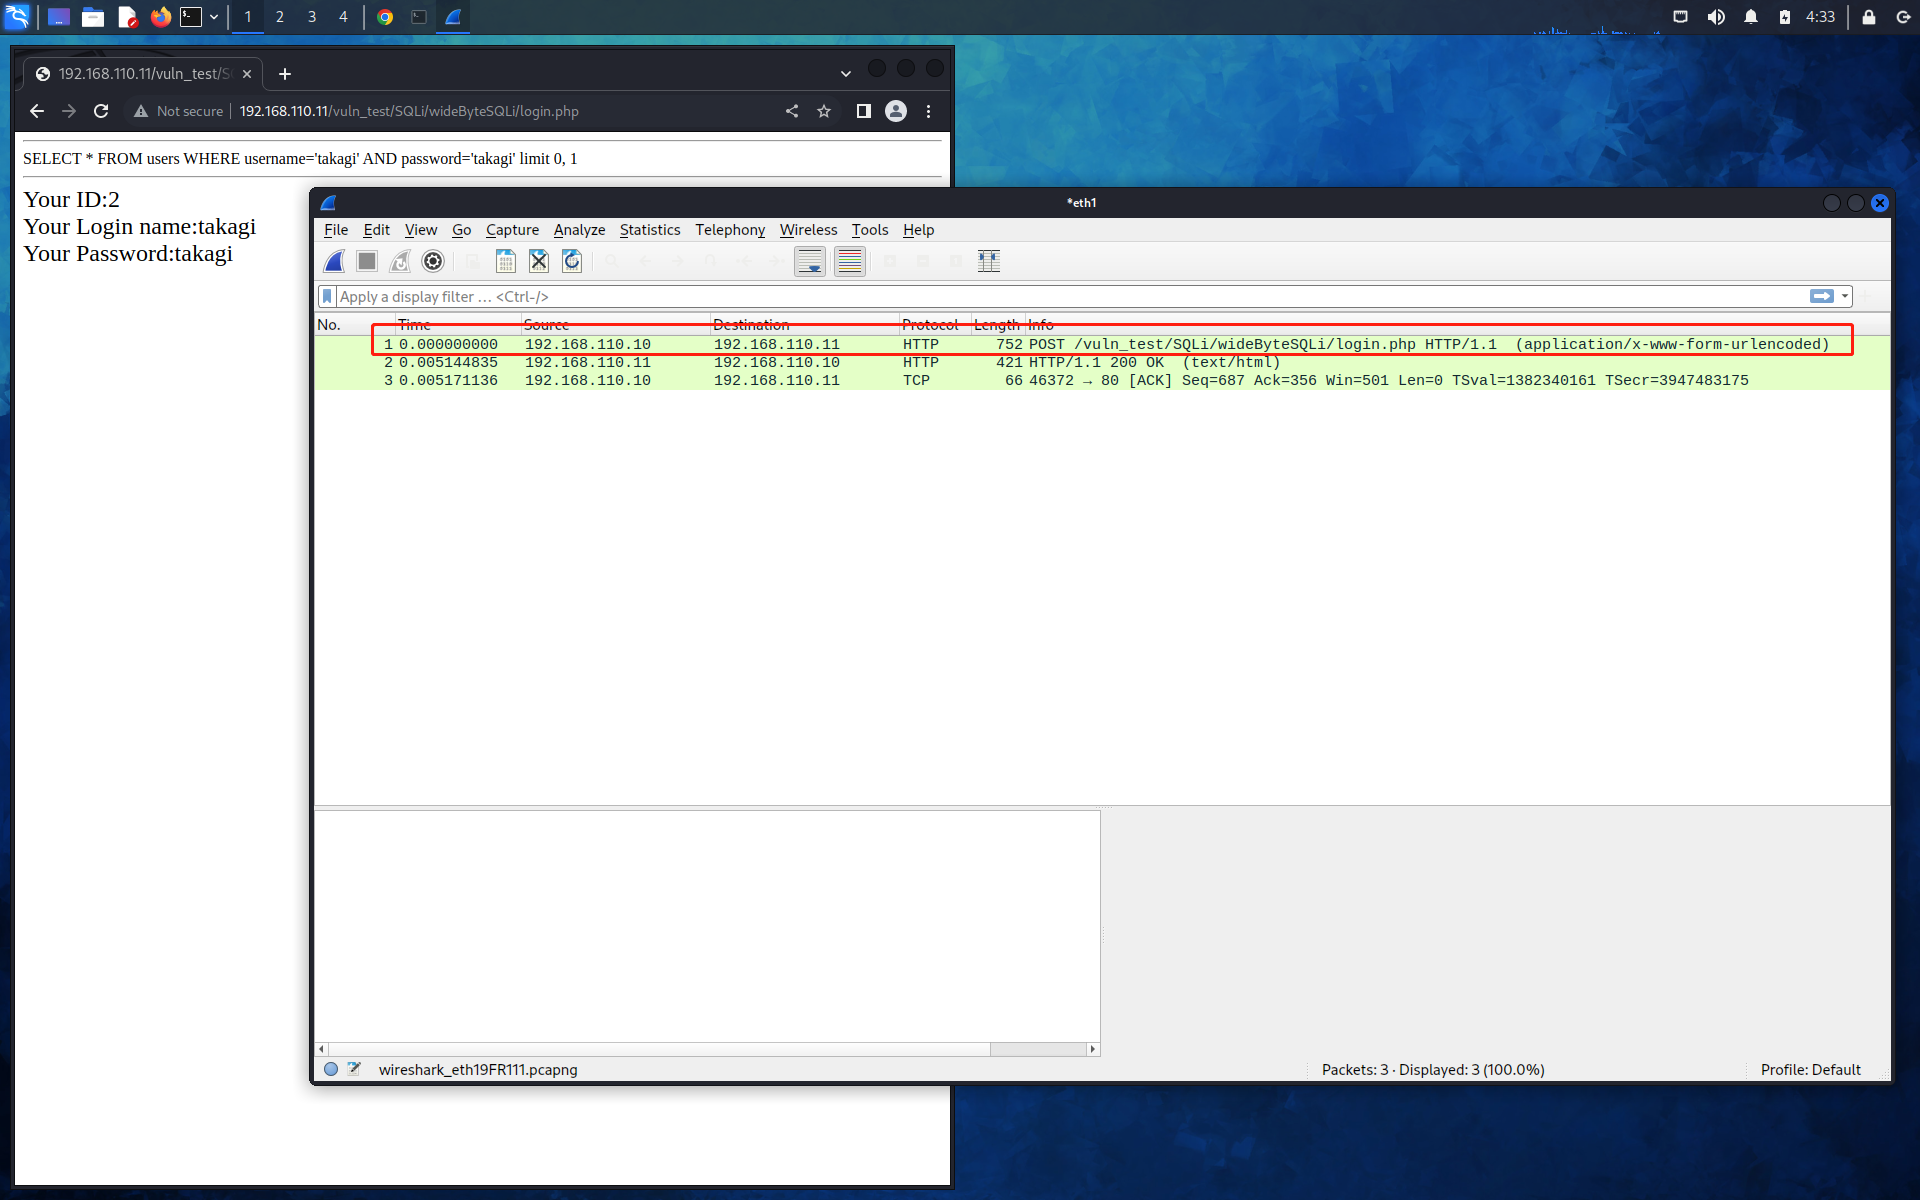 1 2 3 4 4:33
192.168.110.11/vuln_test/S
Not secure 192.168.110.11/vuln_test/SQLi/wideByteSQLi/login.php
SELECT * FROM users WHERE username='takagi' AND password='takagi' limit 0, 1
Your ID:2
Your Login name:takagi
Your Password:takagi
*eth1
File Edit View Go Capture Analyze Statistics Telephony Wireless Tools Help
Apply a display filter … <Ctrl-/>
No. Time Source Destination Protocol Length Info
1 0.000000000 192.168.110.10 192.168.110.11 HTTP 752 POST /vuln_test/SQLi/wideByteSQLi/login.php HTTP/1.1 (application/x-www-form-urlencoded)
2 0.005144835 192.168.110.11 192.168.110.10 HTTP 421 HTTP/1.1 200 OK (text/html)
3 0.005171136 192.168.110.10 192.168.110.11 TCP 66 46372 → 80 [ACK] Seq=687 Ack=356 Win=501 Len=0 TSval=1382340161 TSecr=3947483175
wireshark_eth19FR111.pcapng Packets: 3 · Displayed: 3 (100.0%) Profile: Default